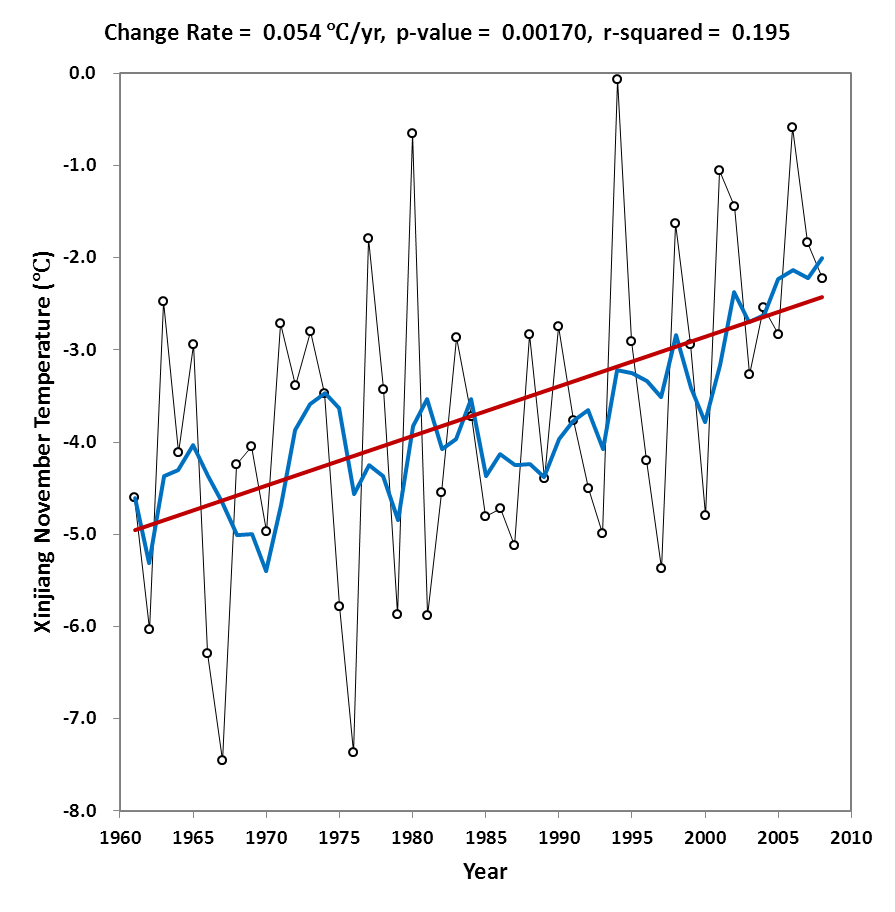 Change Rate = 0.054 ℃/yr, p-value = 0.00170, r-squared = 0.195
0.0
-1.0
-2.0
-3.0
-4.0
-5.0
-6.0
-7.0
-8.0
Xinjiang November Temperature (℃)
1960 1965 1970 1975 1980 1985 1990 1995 2000 2005 2010
Year